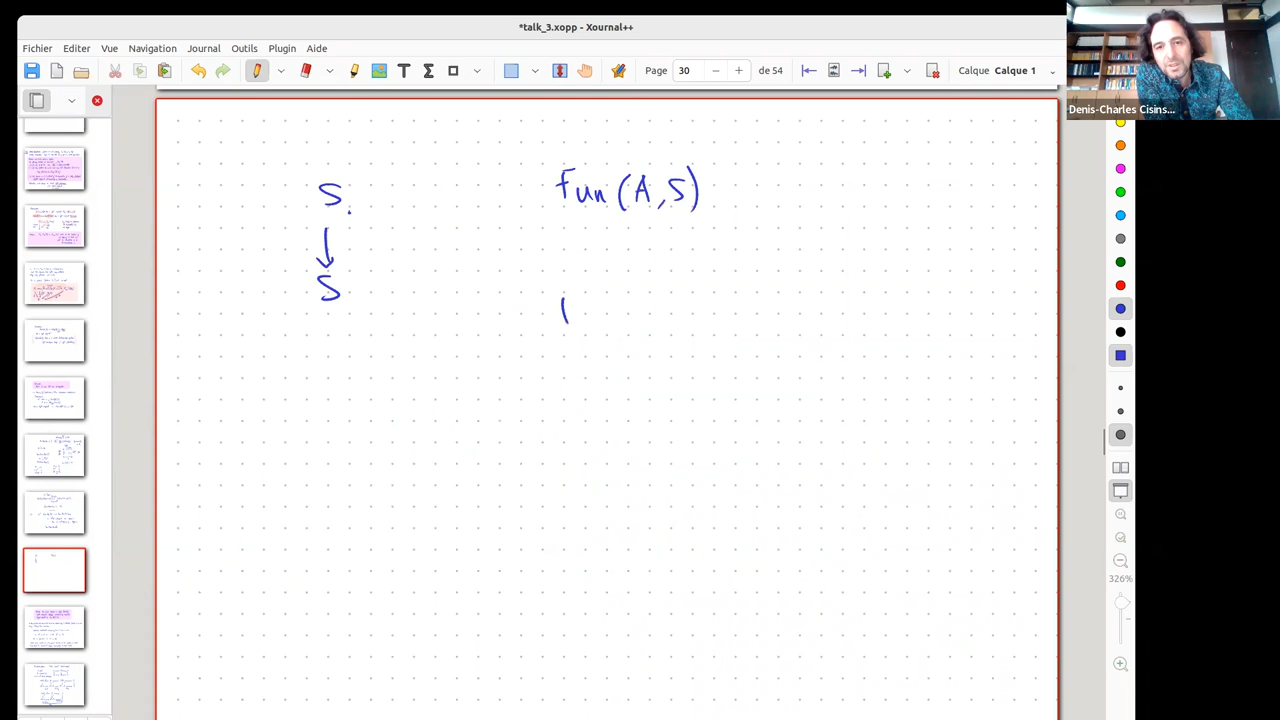 *talk_3.xopp - Xournal++
Fichier Editer Vue Navigation Journal Outils Plugin Aide
Page 30 de 54 Calque Calque 1
Denis-Charles Cisins...
S. Fun(A,S)
S
326%